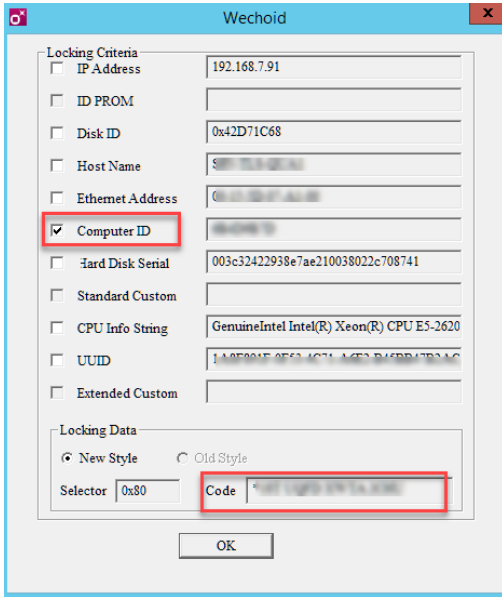 Wechoid
x
Locking Criteria
IP Address 192.168.7.91
ID PROM
Disk ID 0x42D71C68
Host Name
Ethernet Address
Computer ID
Hard Disk Serial 003c32422938e7ae210038022c708741
Standard Custom
CPU Info String GenuineIntel Intel(R) Xeon(R) CPU E5-2620
UUID
Extended Custom
Locking Data
New Style Old Style
Selector 0x80 Code
OK